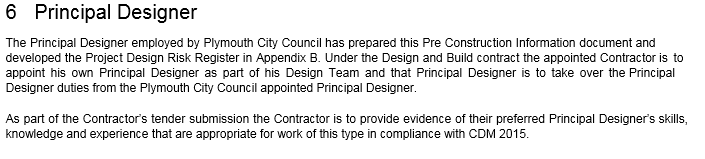 6 Principal Designer
The Principal Designer employed by Plymouth City Council has prepared this Pre Construction Information document and
developed the Project Design Risk Register in Appendix B. Under the Design and Build contract the appointed Contractor is to
appoint his own Principal Designer as part of his Design Team and that Principal Designer is to take over the Principal
Designer duties from the Plymouth City Council appointed Principal Designer.
As part of the Contractor's tender submission the Contractor is to provide evidence of their preferred Principal Designer's skills,
knowledge and experience that are appropriate for work of this type in compliance with CDM 2015.